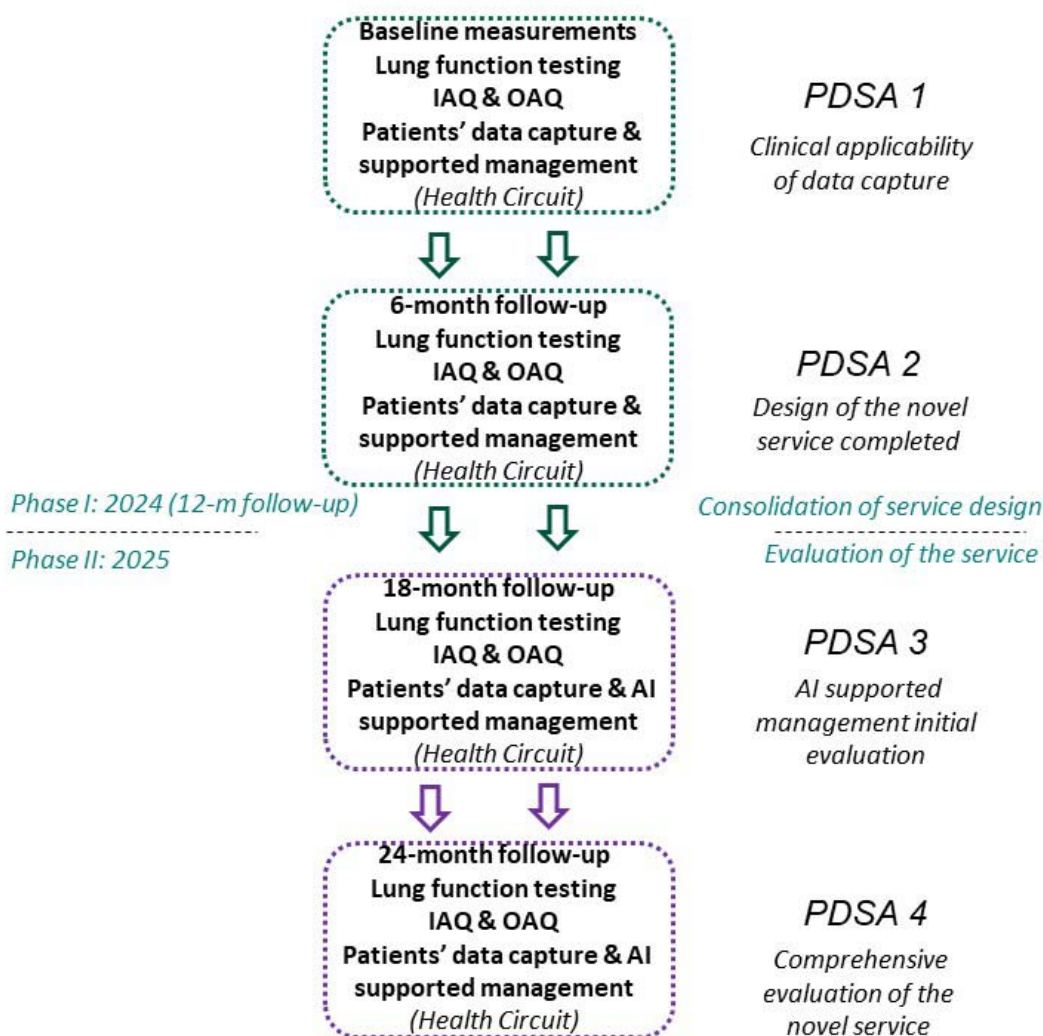 Baseline measurements
Lung function testing
IAQ & OAQ
Patients’ data capture &
supported management
(Health Circuit)
PDSA 1
Clinical applicability
of data capture
6-month follow-up
Lung function testing
IAQ & OAQ
Patients’ data capture &
supported management
(Health Circuit)
PDSA 2
Design of the novel
service completed
Phase I: 2024 (12-m follow-up)
Consolidation of service design
Phase II: 2025
Evaluation of the service
18-month follow-up
Lung function testing
IAQ & OAQ
Patients’ data capture & AI
supported management
(Health Circuit)
PDSA 3
AI supported
management initial
evaluation
24-month follow-up
Lung function testing
IAQ & OAQ
Patients’ data capture & AI
supported management
(Health Circuit)
PDSA 4
Comprehensive
evaluation of the
novel service